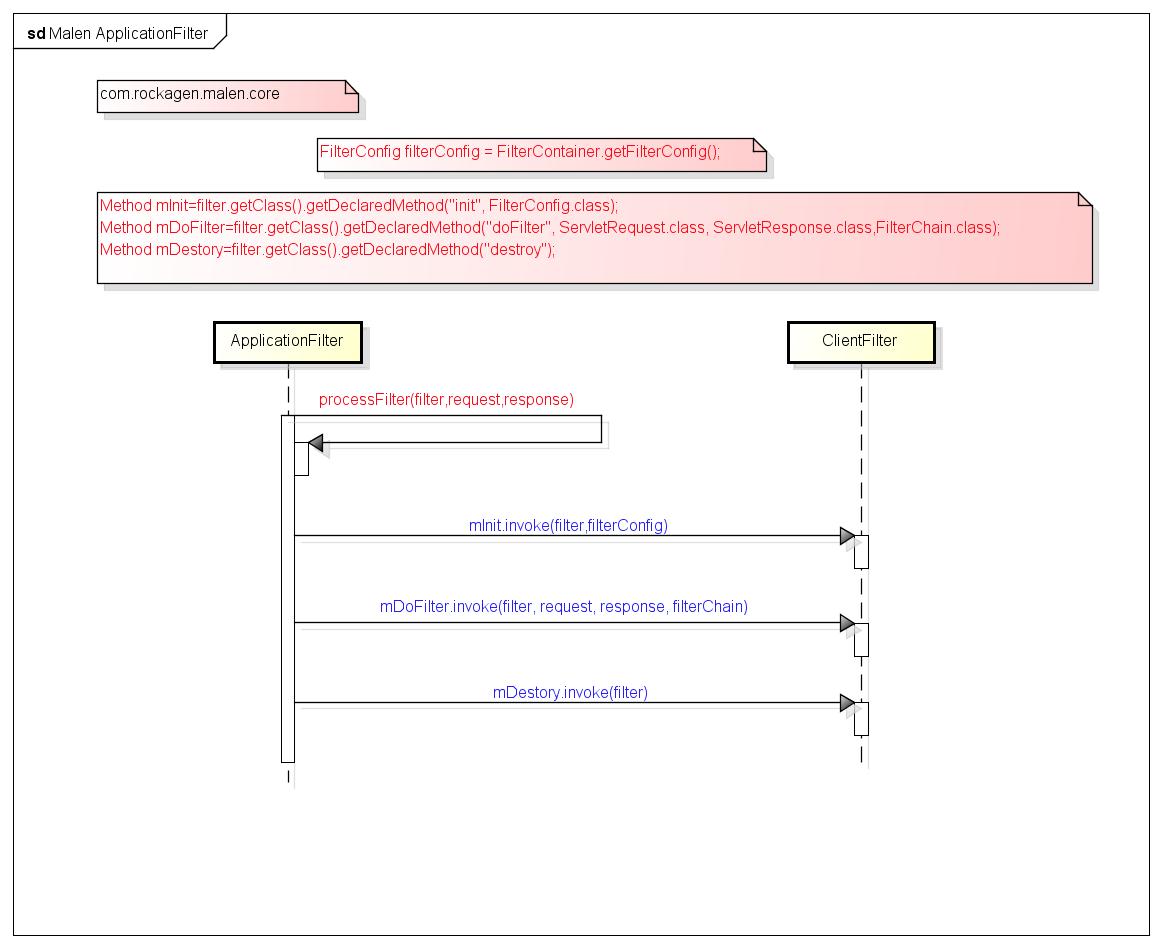 sd Malen ApplicationFilter
com.rockagen.malen.core
FilterConfig filterConfig = FilterContainer.getFilterConfig();
Method mInit=filter.getClass().getDeclaredMethod("init", FilterConfig.class);
Method mDoFilter=filter.getClass().getDeclaredMethod("doFilter", ServletRequest.class, ServletResponse.class,FilterChain.class);
Method mDestory=filter.getClass().getDeclaredMethod("destroy");
ApplicationFilter
ClientFilter
processFilter(filter,request,response)
mInit.invoke(filter,filterConfig)
mDoFilter.invoke(filter, request, response, filterChain)
mDestory.invoke(filter)